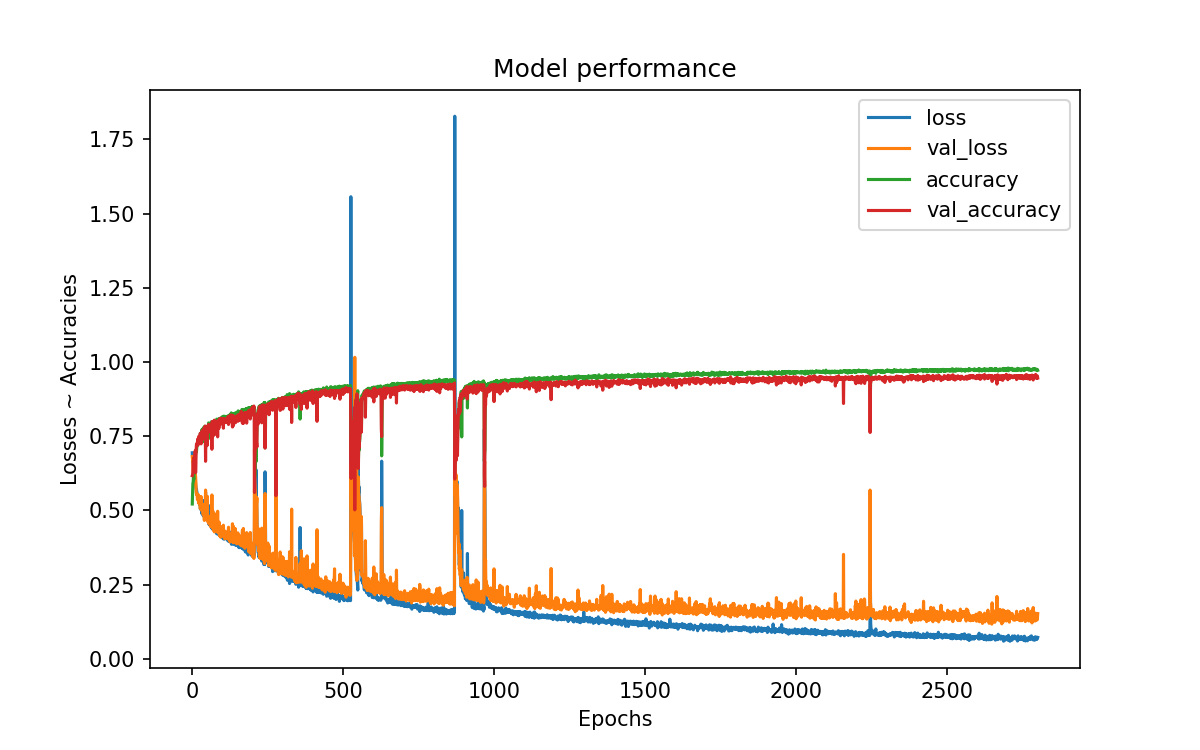 Model performance
loss
val_loss
accuracy
val_accuracy
Losses ~ Accuracies
1.75
1.50
1.25
1.00
0.75
0.50
0.25
0.00
0 500 1000 1500 2000 2500
Epochs